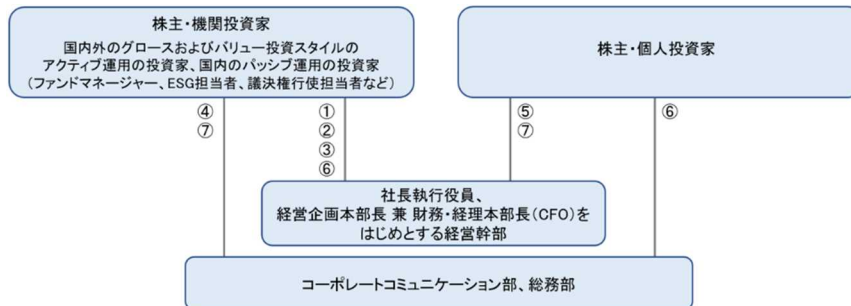 株主・機関投資家
国内外のグロースおよびバリュー投資スタイルの
アクティブ運用の投資家、国内のパッシブ運用の投資家
（ファンドマネージャー、ESG担当者、議決権行使担当者など）
株主・個人投資家
④
⑦
①
②
③
⑥
⑤
⑦
⑥
社長執行役員、
経営企画本部長 兼 財務・経理本部長（CFO）を
はじめとする経営幹部
コーポレートコミュニケーション部、総務部